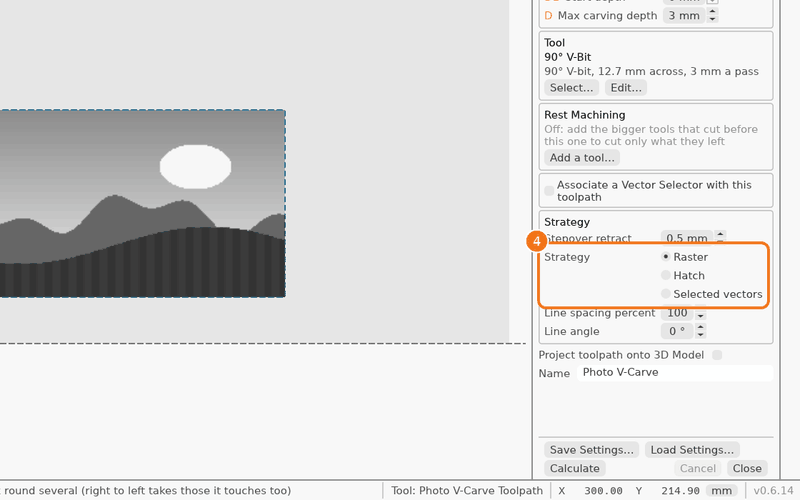 D Max carving depth 3 mm
Tool
90° V-Bit
90° V-bit, 12.7 mm across, 3 mm a pass
Select... Edit...
Rest Machining
Off: add the bigger tools that cut before
this one to cut only what they left
Add a tool...
Associate a Vector Selector with this
toolpath
Strategy
4
Stepover retract 0.5 mm
Strategy Raster
Hatch
Selected vectors
Line spacing percent 100
Line angle 0 °
Project toolpath onto 3D Model
Name Photo V-Carve
Save Settings... Load Settings...
Calculate Cancel Close
round several (right to left takes those it touches too) Tool: Photo V-Carve Toolpath X 300.00 Y 214.90 mm v0.6.14